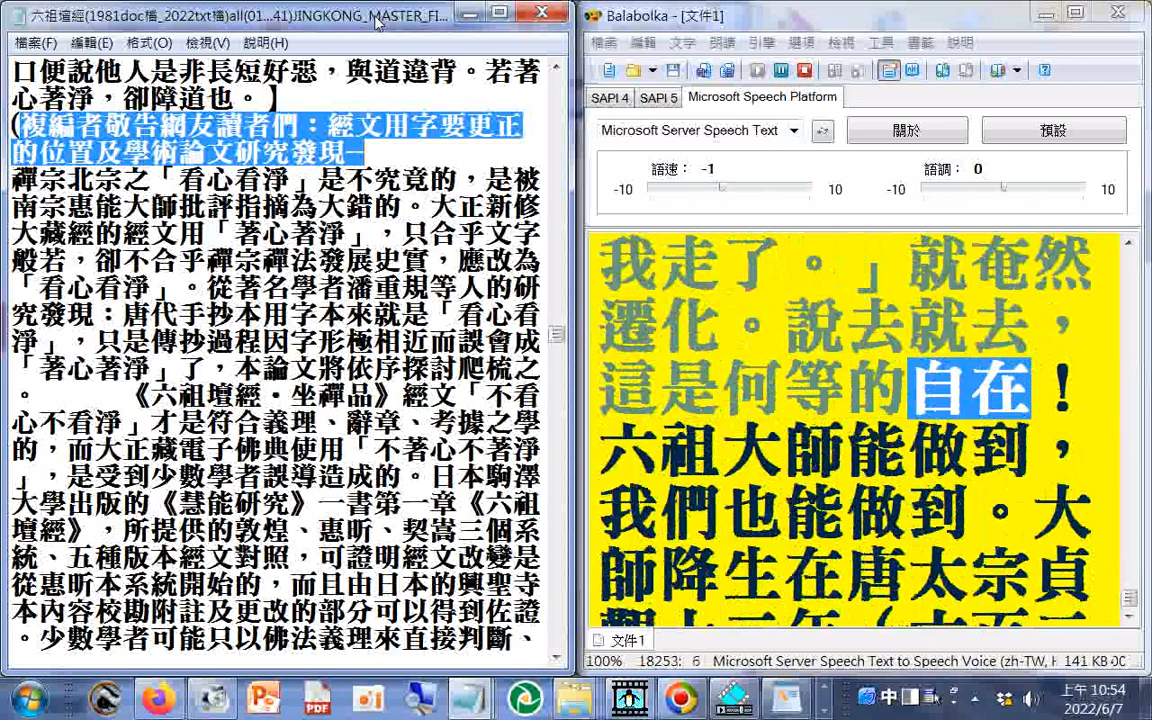 六祖壇經(1981doc檔_2022txt檔)all(01...41)JINGKONG_MASTER_FI...
檔案(F) 編輯(E) 格式(O) 檢視(V) 說明(H)
口便說他人是非長短好惡，與道違背。若著
心著淨，卻障道也。】
(複編者敬告網友讀者們：經文用字要更正
的位置及學術論文研究發現—
禪宗北宗之「看心看淨」是不究竟的，是被
南宗惠能大師批評指摘為大錯的。大正新修
大藏經的經文用「著心著淨」，只合乎文字
般若，卻不合乎禪宗禪法發展史實，應改為
「看心看淨」。從著名學者潘重規等人的研
究發現：唐代手抄本用字本來就是「看心看
淨」，只是傳抄過程因字形極相近而誤會成
「著心著淨」了，本論文將依序探討爬梳之
。　　　　《六祖壇經・坐禪品》經文「不看
心不看淨」才是符合義理、辭章、考據之學
的，而大正藏電子佛典使用「不著心不著淨
」，是受到少數學者誤導造成的。日本駒澤
大學出版的《慧能研究》一書第一章《六祖
壇經》，所提供的敦煌、惠昕、契嵩三個系
統、五種版本經文對照，可證明經文改變是
從惠昕本系統開始的，而且由日本的興聖寺
本內容校勘附註及更改的部分可以得到佐證
。少數學者可能只以佛法義理來直接判斷、
Balabolka - [文件1]
檔案 編輯 文字 朗讀 引擎 選項 檢視 工具 書籤 說明
SAPI 4 SAPI 5 Microsoft Speech Platform
Microsoft Server Speech Text 關於 預設
語速： -1 語調： 0
-10 10 -10 10
我走了。」就奄然
遷化。說去就去，
這是何等的自在！
六祖大師能做到，
我們也能做到。大
師降生在唐太宗貞
觀十二年（六百三
文件1
100% 18253: 6 Microsoft Server Speech Text to Speech Voice (zh-TW, H 141 KB
中
上午 10:54
2022/6/7